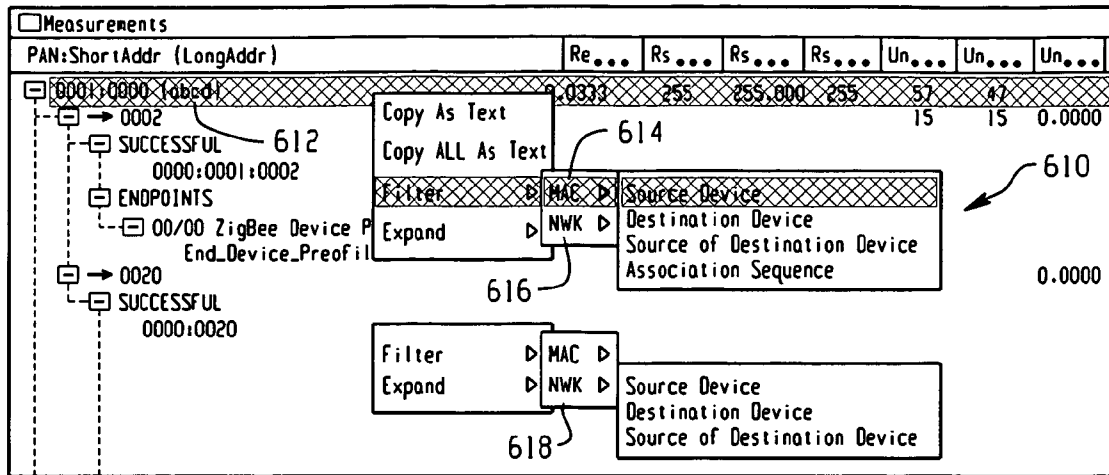 Measurements
PAN:ShortAddr (LongAddr) Re... Rs... Rs... Rs... Un... Un... Un...
0001:0000 (abcd) 0.0333 255 255.000 255 57 47
→ 0002 15 15 0.0000
SUCCESSFUL
0000:0001:0002
ENDPOINTS
00/00 ZigBee Device P
End_Device_Preofil
→ 0020 0.0000
SUCCESSFUL
0000:0020
612
Copy As Text
Copy ALL As Text
Filter
Expand
614
MAC
NWK
616
Source Device
Destination Device
Source of Destination Device
Association Sequence
610
Filter
Expand
MAC
NWK
618
Source Device
Destination Device
Source of Destination Device